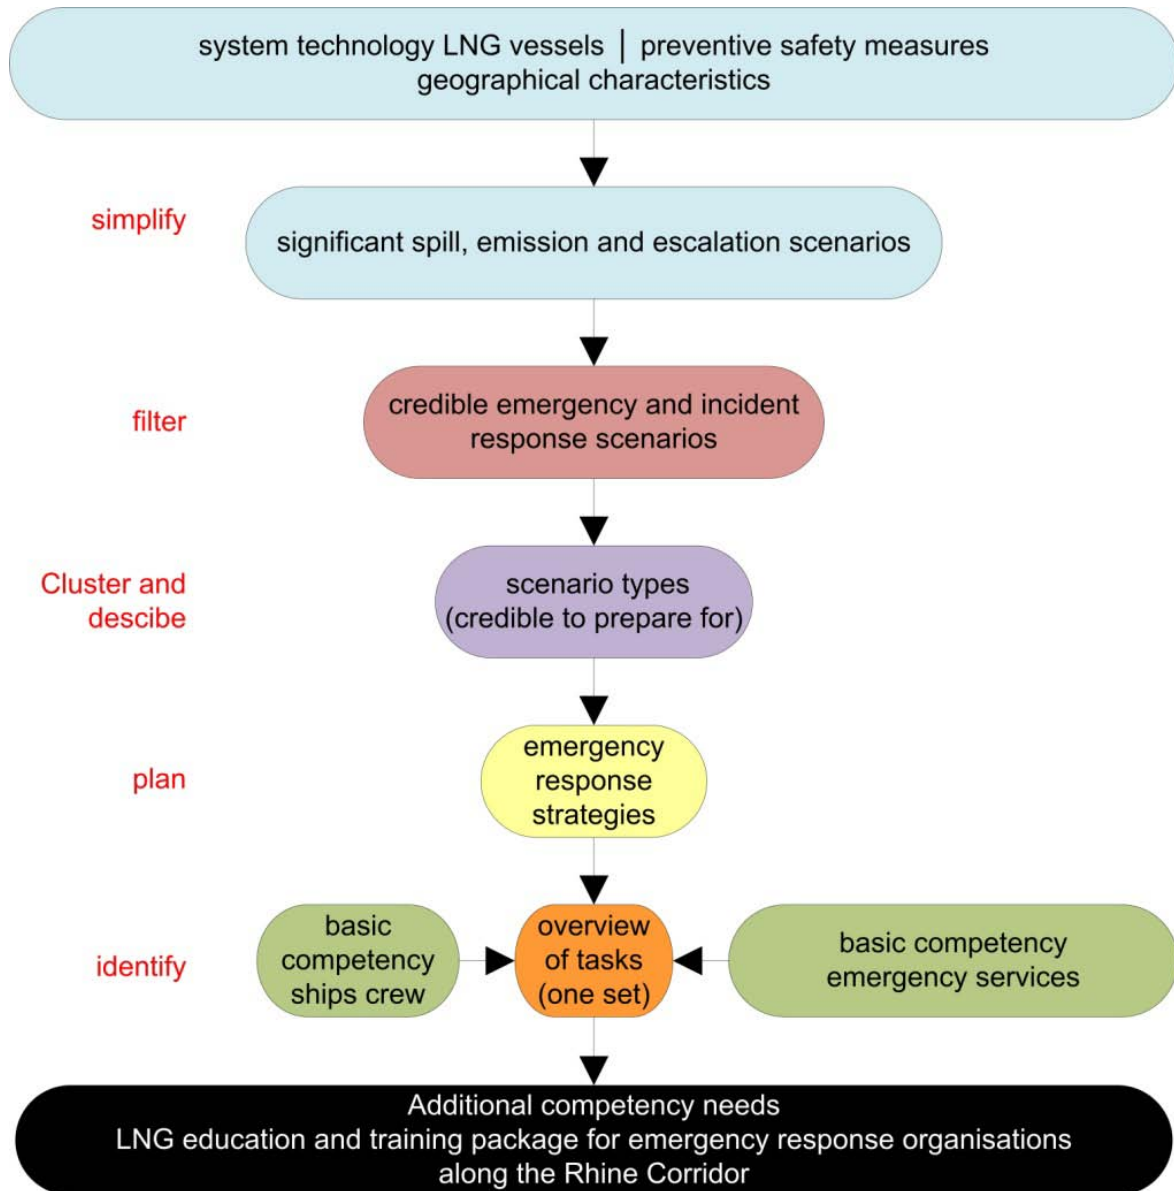 system technology LNG vessels | preventive safety measures
geographical characteristics
simplify
significant spill, emission and escalation scenarios
filter
credible emergency and incident
response scenarios
Cluster and
descibe
scenario types
(credible to prepare for)
plan
emergency
response
strategies
identify
basic
competency
ships crew
overview
of tasks
(one set)
basic competency
emergency services
Additional competency needs
LNG education and training package for emergency response organisations
along the Rhine Corridor